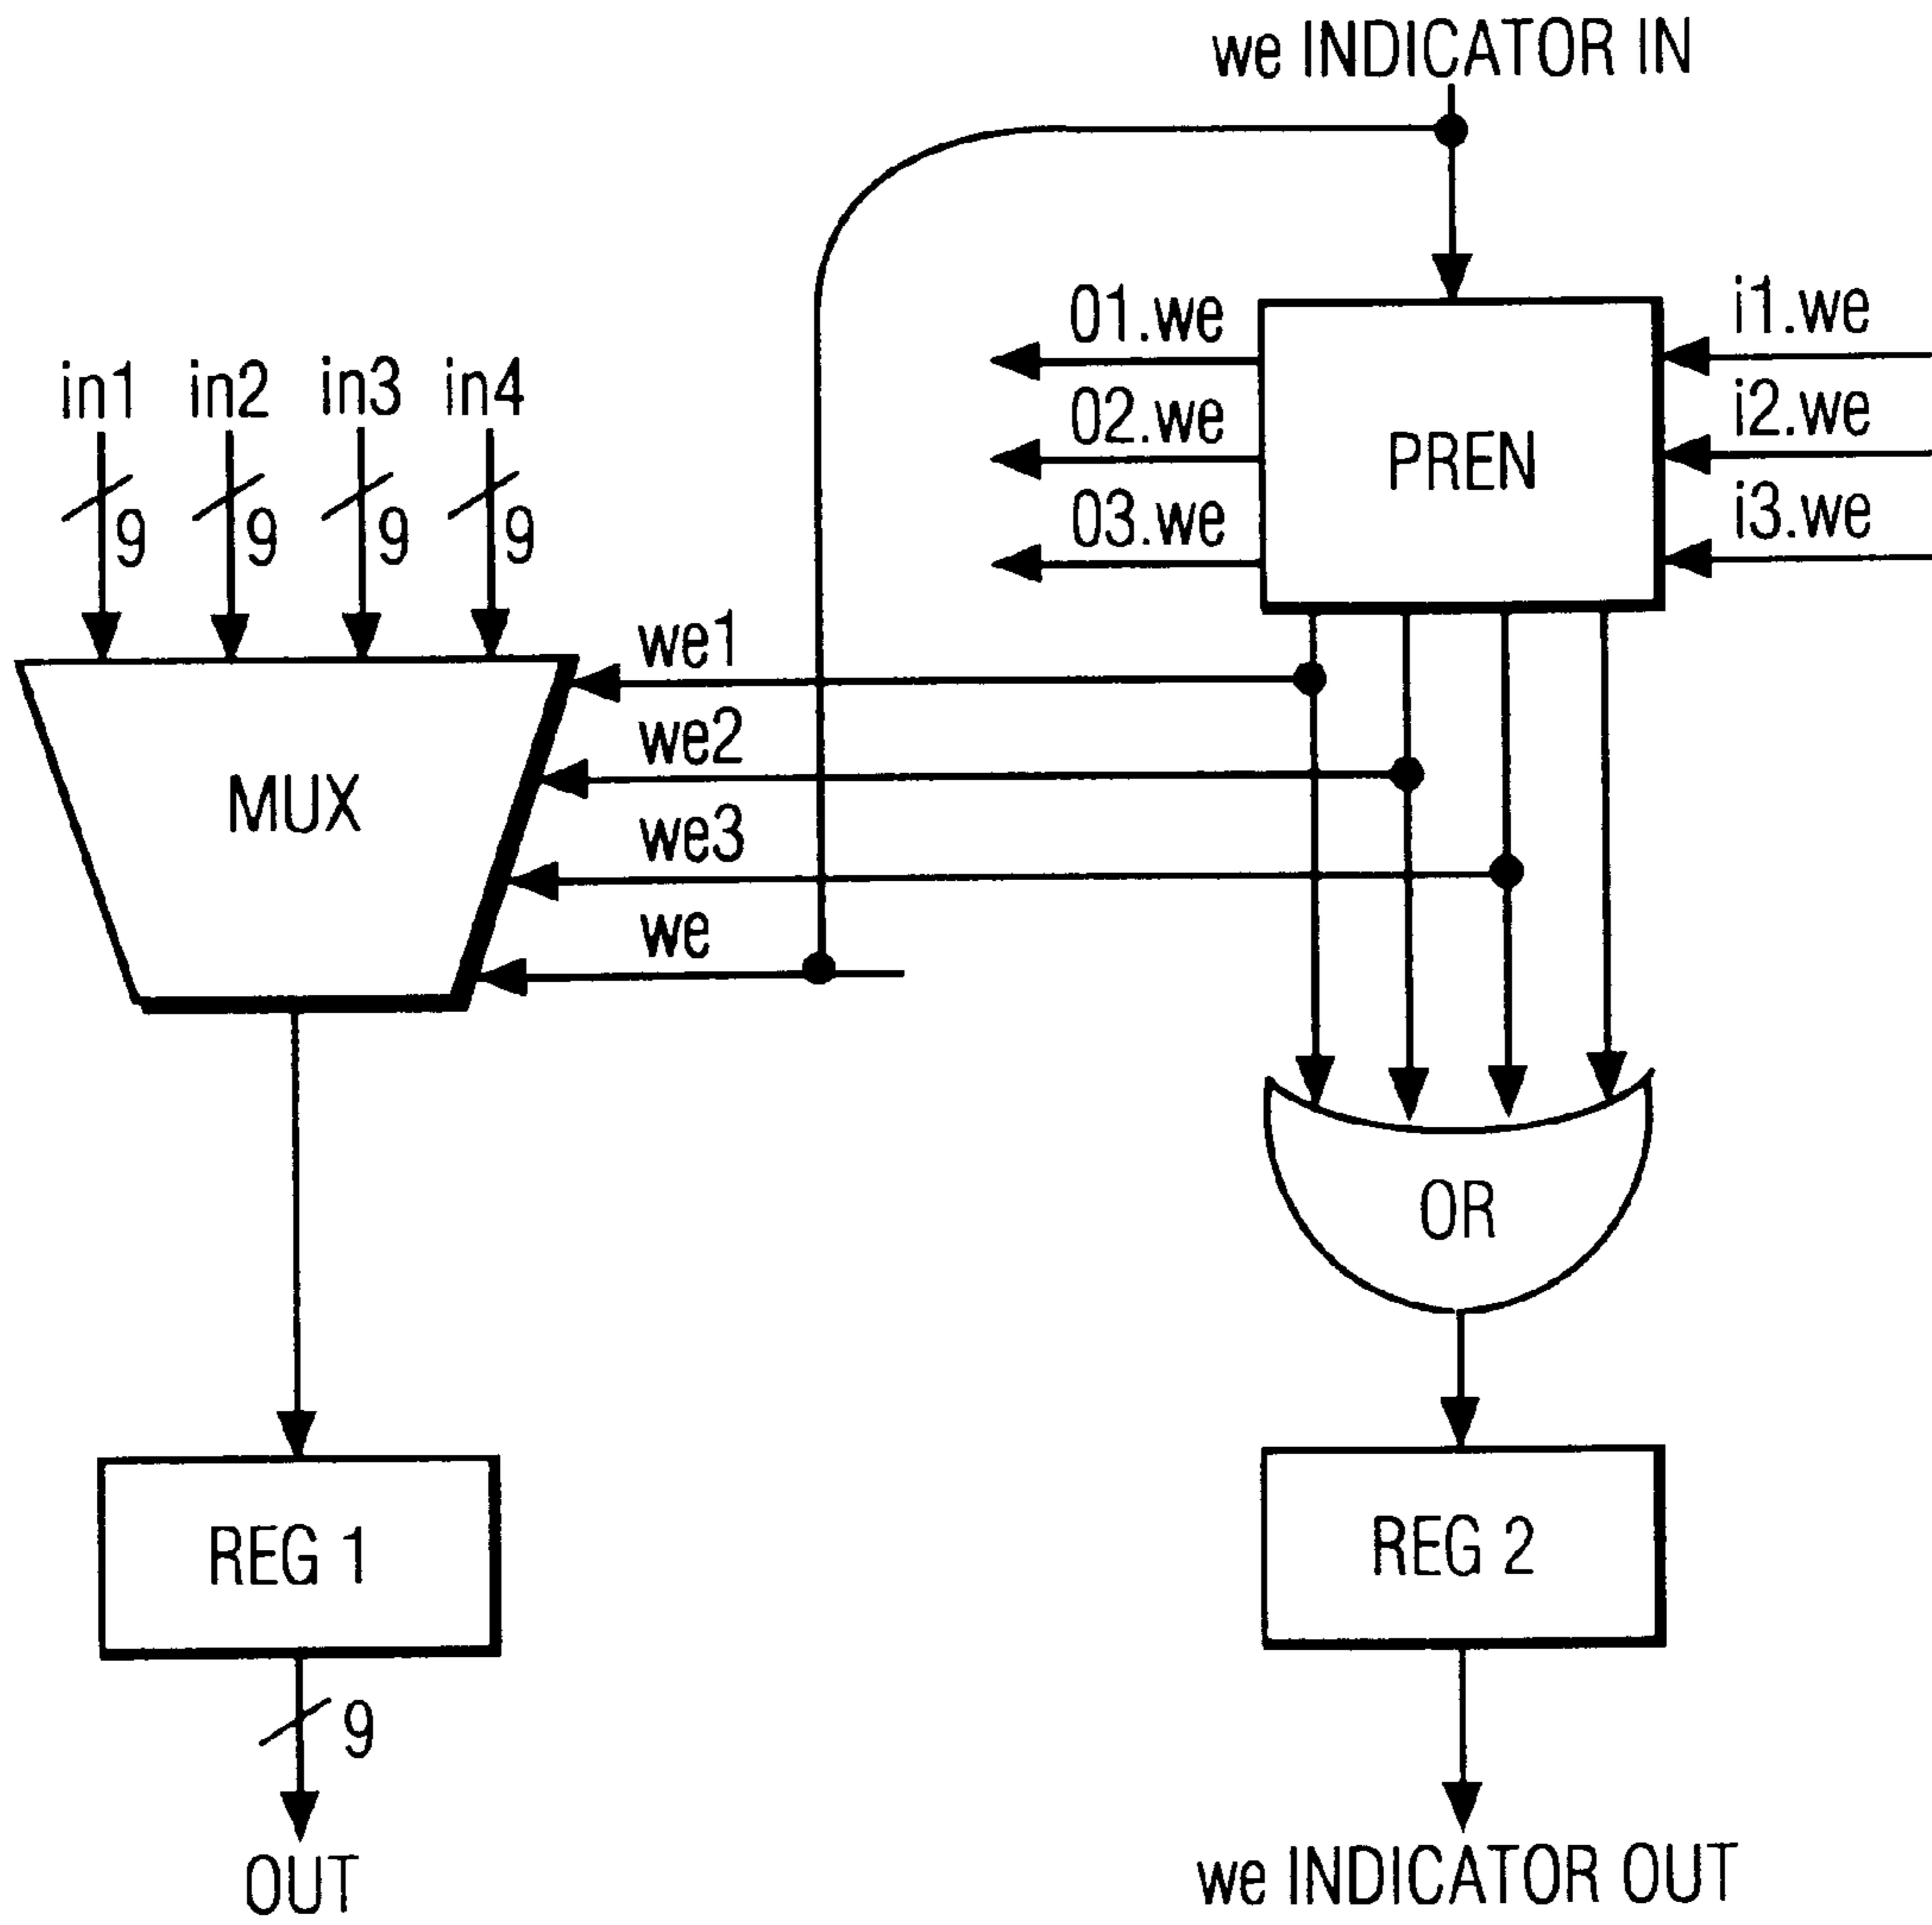 we INDICATOR IN
01.we
i1.we
02.we
i2.we
PREN
03.we
i3.we
in1 in2 in3 in4
9 9 9 9
we1
we2
MUX
we3
we
OR
REG 1
REG 2
9
OUT
we INDICATOR OUT